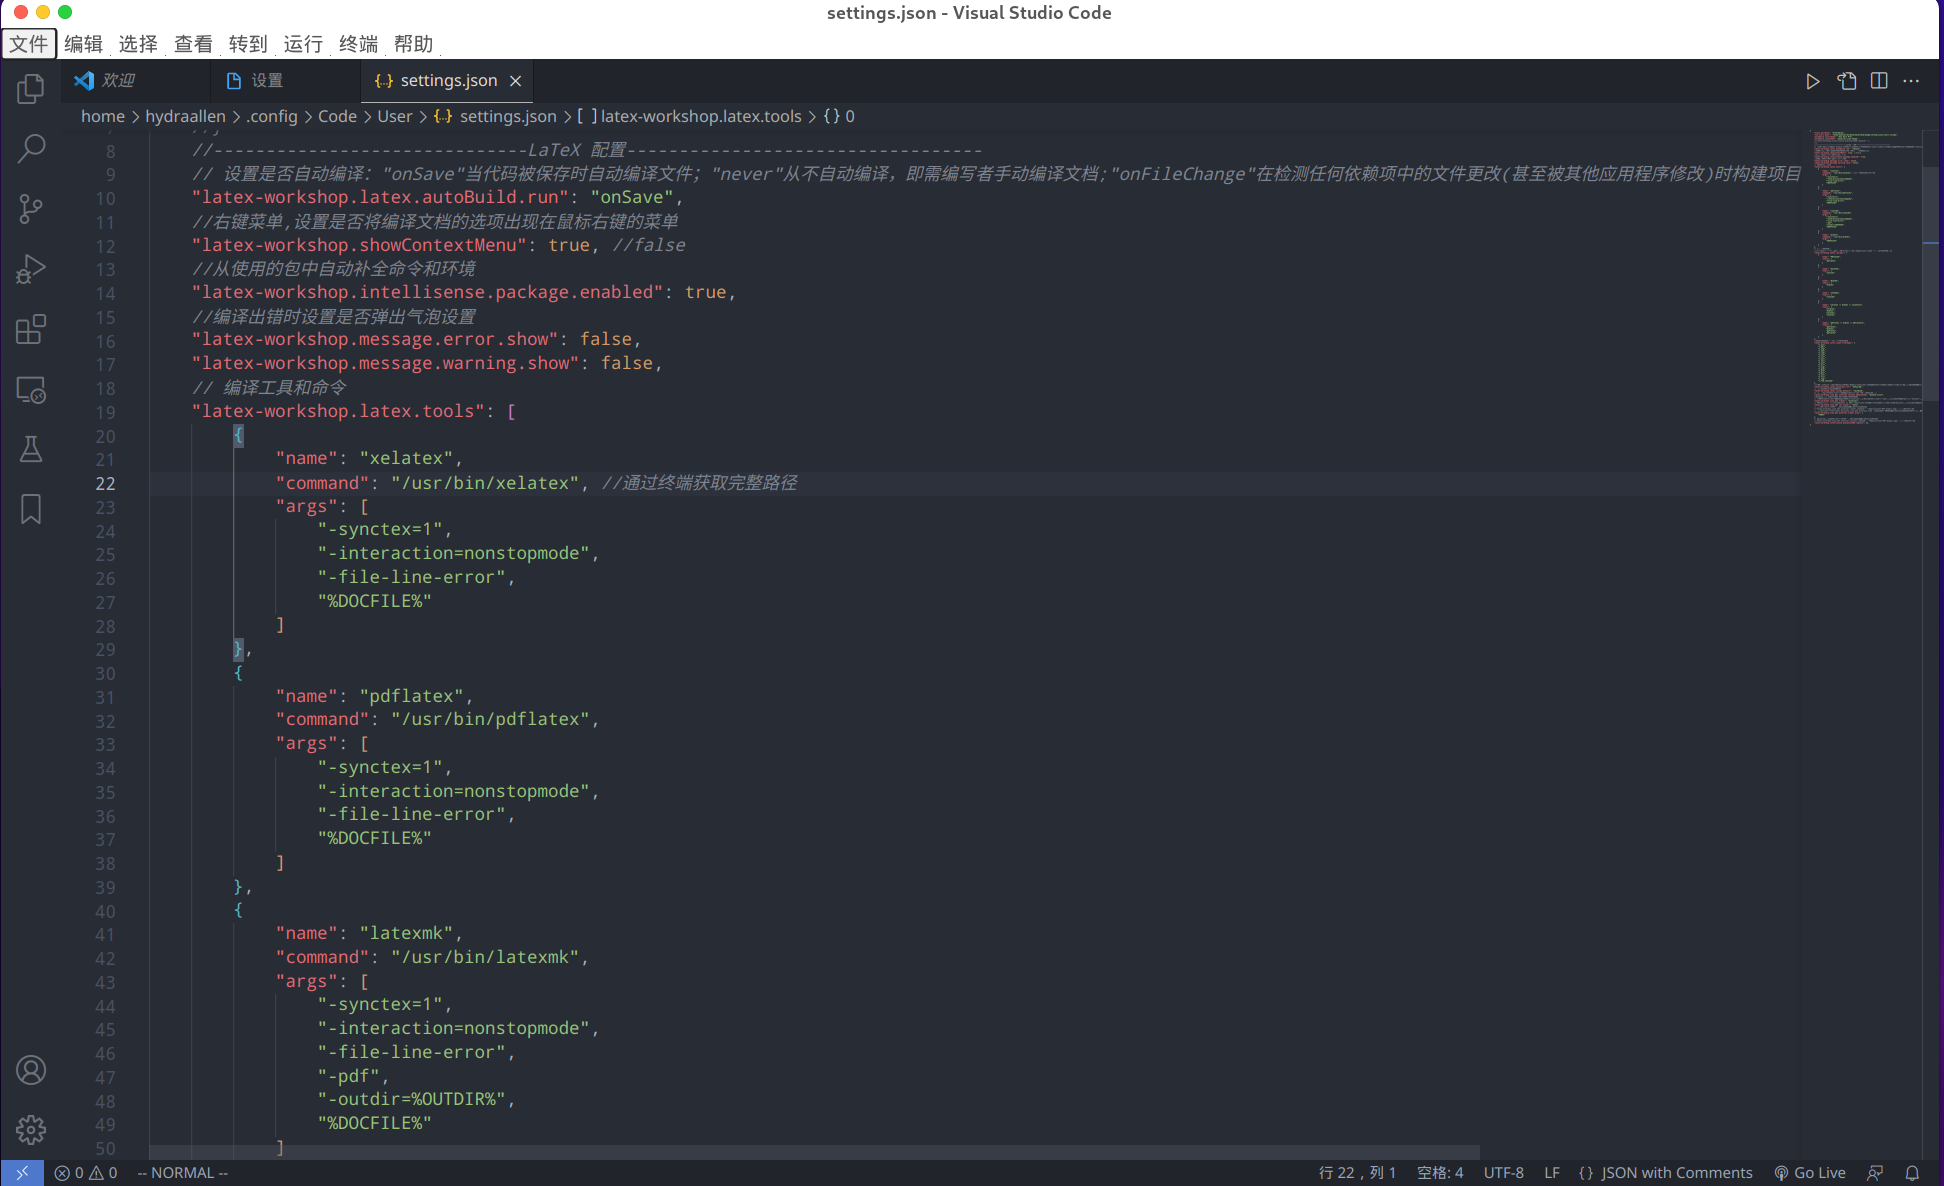 settings.json - Visual Studio Code
文件 编辑 选择 查看 转到 运行 终端 帮助
欢迎 设置 {..} settings.json ×
home > hydraallen > .config > Code > User > {..} settings.json > [ ] latex-workshop.latex.tools > { } 0
8 //------------------------------LaTeX 配置----------------------------------
9 // 设置是否自动编译："onSave"当代码被保存时自动编译文件；"never"从不自动编译，即需编写者手动编译文档;"onFileChange"在检测任何依赖项中的文件更改(甚至被其他应用程序修改)时构建项目
10 "latex-workshop.latex.autoBuild.run": "onSave",
11 //右键菜单,设置是否将编译文档的选项出现在鼠标右键的菜单
12 "latex-workshop.showContextMenu": true, //false
13 //从使用的包中自动补全命令和环境
14 "latex-workshop.intellisense.package.enabled": true,
15 //编译出错时设置是否弹出气泡设置
16 "latex-workshop.message.error.show": false,
17 "latex-workshop.message.warning.show": false,
18 // 编译工具和命令
19 "latex-workshop.latex.tools": [
20 {
21 "name": "xelatex",
22 "command": "/usr/bin/xelatex", //通过终端获取完整路径
23 "args": [
24 "-synctex=1",
25 "-interaction=nonstopmode",
26 "-file-line-error",
27 "%DOCFILE%"
28 ]
29 },
30 {
31 "name": "pdflatex",
32 "command": "/usr/bin/pdflatex",
33 "args": [
34 "-synctex=1",
35 "-interaction=nonstopmode",
36 "-file-line-error",
37 "%DOCFILE%"
38 ]
39 },
40 {
41 "name": "latexmk",
42 "command": "/usr/bin/latexmk",
43 "args": [
44 "-synctex=1",
45 "-interaction=nonstopmode",
46 "-file-line-error",
47 "-pdf",
48 "-outdir=%OUTDIR%",
49 "%DOCFILE%"
50 ]
0 0 -- NORMAL -- 行 22，列 1 空格: 4 UTF-8 LF { } JSON with Comments Go Live